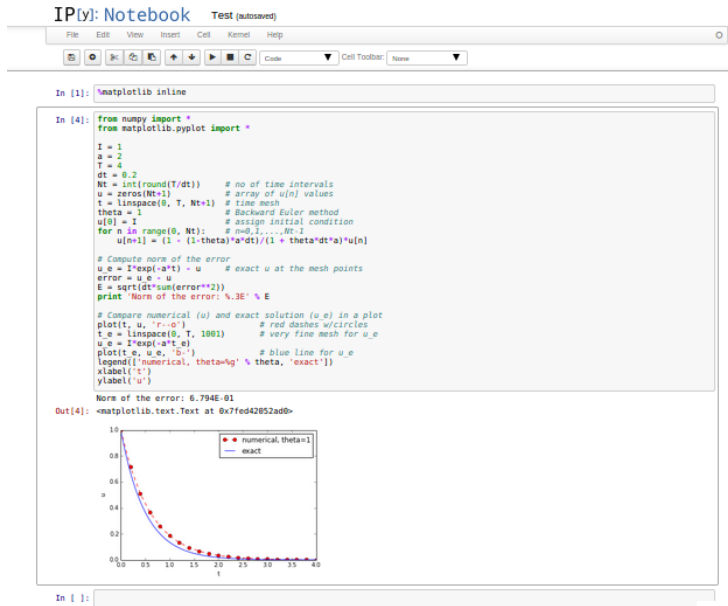 IP[y]: Notebook Test (autosaved)
File Edit View Insert Cell Kernel Help
Code Cell Toolbar: None
In [1]: %matplotlib inline
In [4]: from numpy import *
from matplotlib.pyplot import *
I = 1
a = 2
T = 4
dt = 0.2
Nt = int(round(T/dt)) # no of time intervals
u = zeros(Nt+1) # array of u[n] values
t = linspace(0, T, Nt+1) # time mesh
theta = 1 # Backward Euler method
u[0] = I # assign initial condition
for n in range(0, Nt): # n=0,1,...,Nt-1
u[n+1] = (1 - (1-theta)*a*dt)/(1 + theta*dt*a)*u[n]
# Compute norm of the error
u_e = I*exp(-a*t) - u # exact u at the mesh points
error = u_e - u
E = sqrt(dt*sum(error**2))
print 'Norm of the error: %.3E' % E
# Compare numerical (u) and exact solution (u_e) in a plot
plot(t, u, 'r--o') # red dashes w/circles
t_e = linspace(0, T, 1001) # very fine mesh for u_e
u_e = I*exp(-a*t_e)
plot(t_e, u_e, 'b-') # blue line for u_e
legend(['numerical, theta=%g' % theta, 'exact'])
xlabel('t')
ylabel('u')
Norm of the error: 6.794E-01
Out[4]: <matplotlib.text.Text at 0x7fed42052ad0>
1.0
numerical, theta=1
exact
0.8
0.6
u
0.4
0.2
0.0
0.0 0.5 1.0 1.5 2.0 2.5 3.0 3.5 4.0
t
In [ ]: